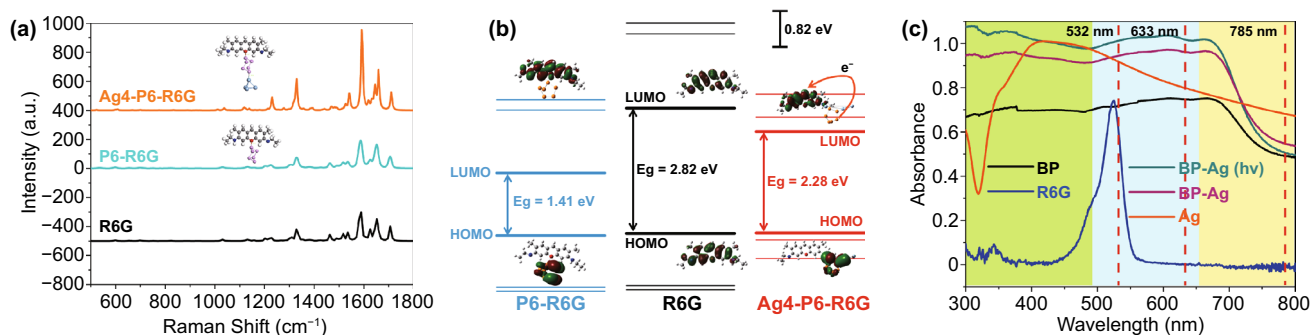 (a)
1000
800
600
400
200
0
−200
−400
−600
−800
Intensity (a.u.)
Ag4-P6-R6G
P6-R6G
R6G
600 800 1000 1200 1400 1600 1800
Raman Shift (cm⁻¹)
(b)
0.82 eV
e⁻
LUMO
LUMO
LUMO
Eg = 1.41 eV
Eg = 2.82 eV
Eg = 2.28 eV
HOMO
HOMO
HOMO
P6-R6G
R6G
Ag4-P6-R6G
(c)
532 nm
633 nm
785 nm
1.0
0.8
0.6
0.4
0.2
0
Absorbance
BP
R6G
BP-Ag (hv)
BP-Ag
Ag
300 400 500 600 700 800
Wavelength (nm)